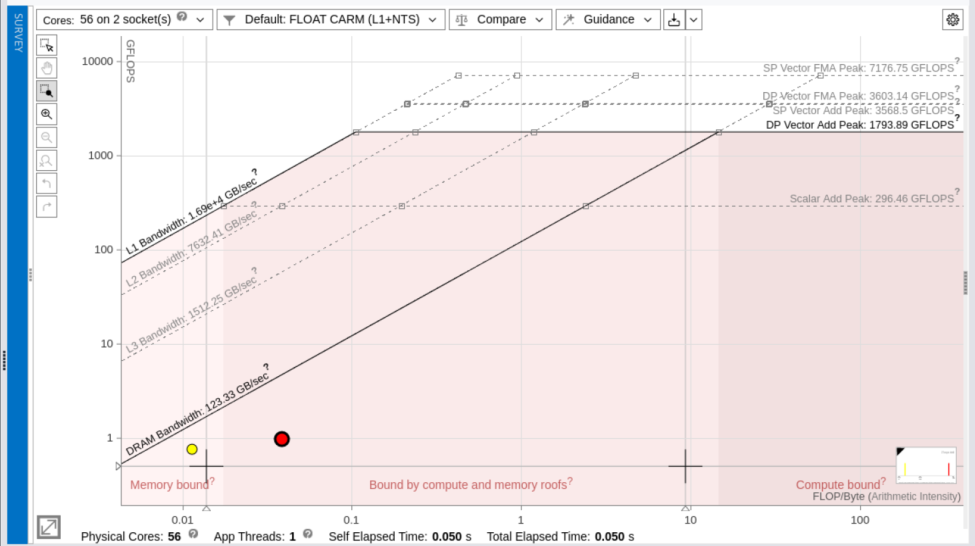 SURVEY
Cores: 56 on 2 socket(s) ?
Default: FLOAT CARM (L1+NTS)
Compare
Guidance
GFLOPS
10000
1000
100
10
1
SP Vector FMA Peak: 7176.75 GFLOPS ?
DP Vector FMA Peak: 3603.14 GFLOPS ?
SP Vector Add Peak: 3568.5 GFLOPS ?
DP Vector Add Peak: 1793.89 GFLOPS ?
Scalar Add Peak: 296.46 GFLOPS ?
L1 Bandwidth: 1.69e+4 GB/sec ?
L2 Bandwidth: 7632.41 GB/sec ?
L3 Bandwidth: 1512.25 GB/sec ?
DRAM Bandwidth: 123.33 GB/sec ?
Memory bound?
Bound by compute and memory roofs?
Compute bound?
FLOP/Byte (Arithmetic Intensity)
0.01
0.1
1
10
100
Physical Cores: 56 ? App Threads: 1 ? Self Elapsed Time: 0.050 s Total Elapsed Time: 0.050 s